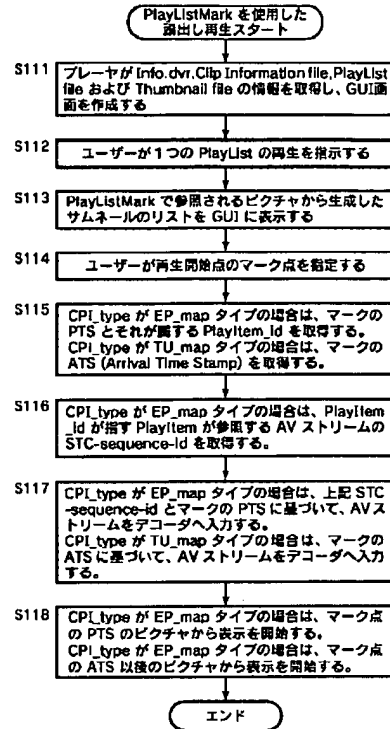 PlayListMark を使用した
頭出し再生スタート
S111
プレーヤが Info.dvr,Clip Information file,PlayList
file および Thumbnail file の情報を取得し、GUI画
面を作成する
S112
ユーザーが1つの PlayList の再生を指示する
S113
PlayListMark で参照されるピクチャから生成した
サムネールのリストを GUI に表示する
S114
ユーザーが再生開始点のマーク点を指定する
S115
CPI_type が EP_map タイプの場合は、マークの
PTS とそれが属する PlayItem_id を取得する。
CPI_type が TU_map タイプの場合は、マークの
ATS (Arrival Time Stamp) を取得する。
S116
CPI_type が EP_map タイプの場合は、PlayItem
_id が指す PlayItem が参照する AV ストリームの
STC-sequence-id を取得する。
S117
CPI_type が EP_map タイプの場合は、上記 STC
-sequence-id とマークの PTS に基づいて、AVス
トリームをデコーダへ入力する。
CPI_type が TU_map タイプの場合は、マークの
ATS に基づいて、AV ストリームをデコーダへ入力
する。
S118
CPI_type が EP_map タイプの場合は、マーク点
の PTS のピクチャから表示を開始する。
CPI_type が EP_map タイプの場合は、マーク点
の ATS 以後のピクチャから表示を開始する。
エンド